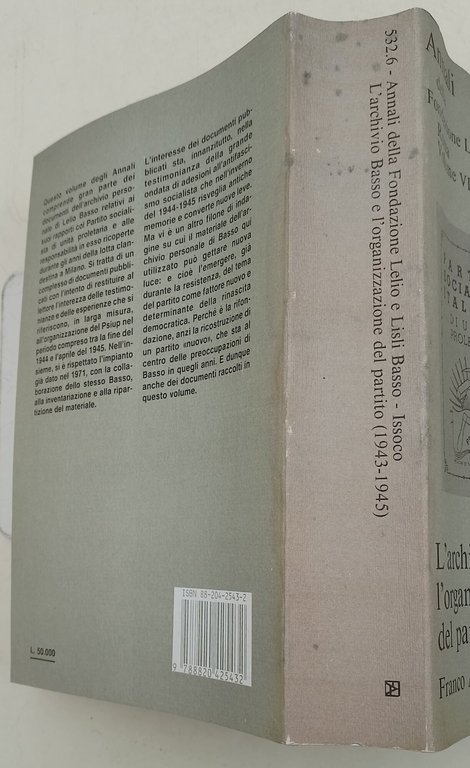 Questo volume degli Annali
comprende gran parte dei
documenti dell'archivio perso-
nale di Lelio Basso relativi ai
suoi rapporti col Partito sociali-
sta di unità proletaria e alle
responsabilità in esso ricoperte
durante gli anni della lotta clan-
destina a Milano. Si tratta di un
complesso di documenti pubbli-
cati con l'intento di restituire al
lettore l'interezza delle testimo-
nianze e delle esperienze che si
riferiscono, in larga misura,
all'organizzazione del Psiup nel
periodo compreso tra la fine del
1944 e l'aprile del 1945. Nell'in-
sieme, si è rispettato l'impianto
già dato nel 1971, con la colla-
borazione dello stesso Basso,
alla inventariazione e alla ripar-
tizione del materiale.
L'interesse dei documenti pub-
blicati sta, innanzitutto, nella
testimonianza della grande
ondata di adesioni all'antifasci-
smo socialista che nell'inverno
del 1944-1945 risveglia antiche
memorie e converte nuove leve.
Ma vi è un altro filone di inda-
gine su cui il materiale dell'ar-
chivio personale di Basso qui
utilizzato può gettare nuova
luce: e cioè l'emergere, già
durante la resistenza, del tema
del partito come fattore nuovo e
determinante della rinascita
democratica. Perché è la rifon-
dazione, anzi la ricostruzione di
un partito «nuovo», che sta al
centro delle preoccupazioni di
Basso in quegli anni. E dunque
anche dei documenti raccolti in
questo volume.
L. 50.000
ISBN 88-204-2543-2
9 788820 425432
532.6 - Annali della Fondazione Lelio e Lisli Basso - Issoco
L'archivio Basso e l'organizzazione del partito (1943-1945)
Annali
Fondazione L
VI
PAR
SOCIA
TAL
DI
PROLE
L'archi
l'organ
del pa
Franco A